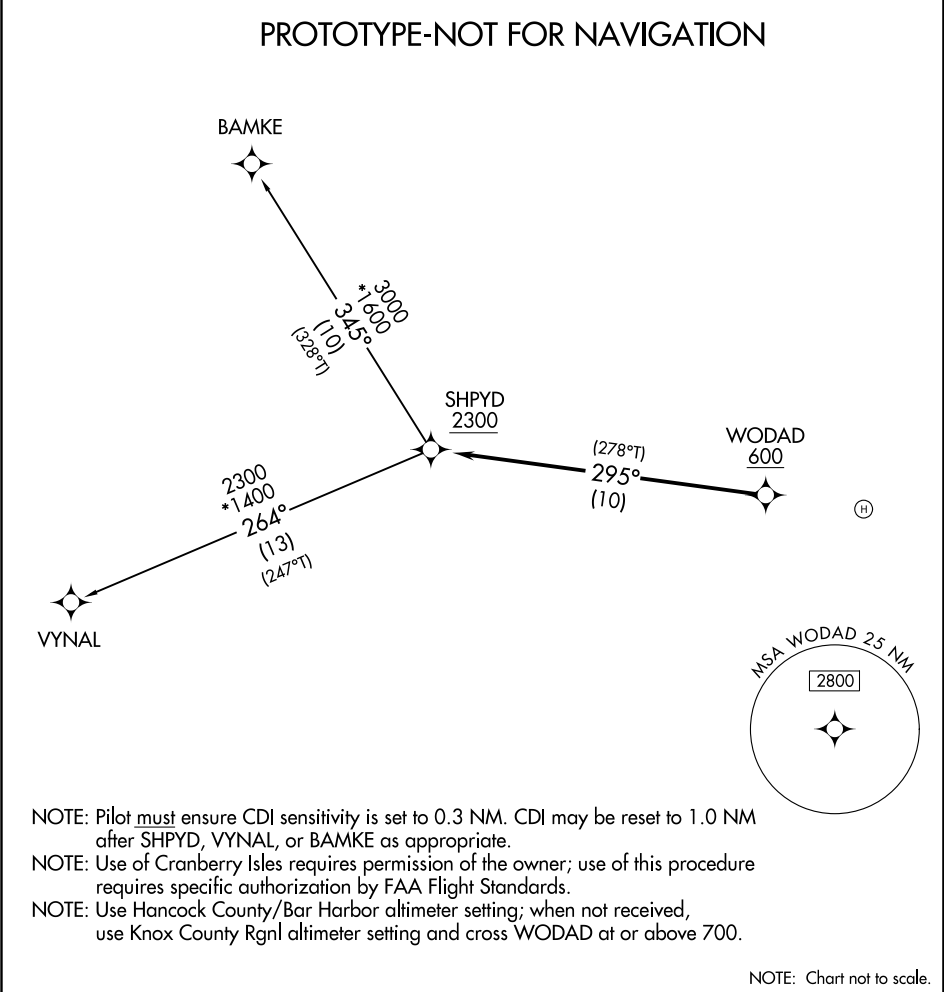 PROTOTYPE-NOT FOR NAVIGATION
BAMKE
3000
*1600
345°
(10)
(328°T)
SHPYD
2300
(278°T)
295°
(10)
WODAD
600
H
2300
*1400
264°
(13)
(247°T)
VYNAL
MSA WODAD 25 NM
2800
NOTE: Pilot must ensure CDI sensitivity is set to 0.3 NM. CDI may be reset to 1.0 NM
after SHPYD, VYNAL, or BAMKE as appropriate.
NOTE: Use of Cranberry Isles requires permission of the owner; use of this procedure
requires specific authorization by FAA Flight Standards.
NOTE: Use Hancock County/Bar Harbor altimeter setting; when not received,
use Knox County Rgnl altimeter setting and cross WODAD at or above 700.
NOTE: Chart not to scale.